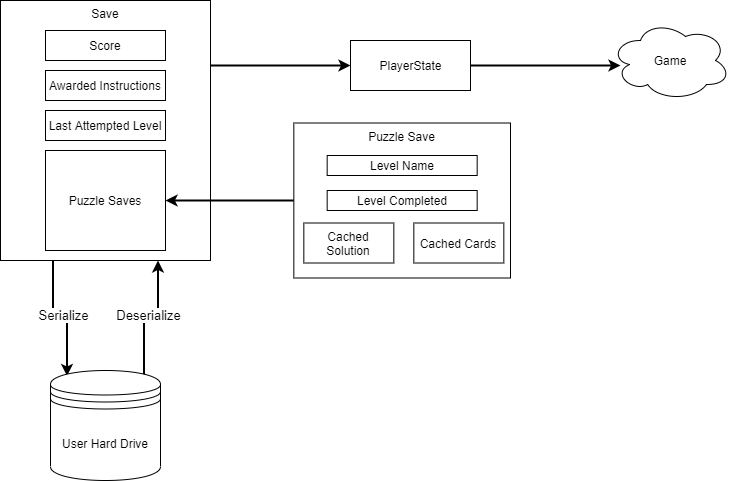 Save
Score
Awarded Instructions
Last Attempted Level
Puzzle Saves
PlayerState
Game
Puzzle Save
Level Name
Level Completed
Cached
Solution
Cached Cards
Serialize
Deserialize
User Hard Drive